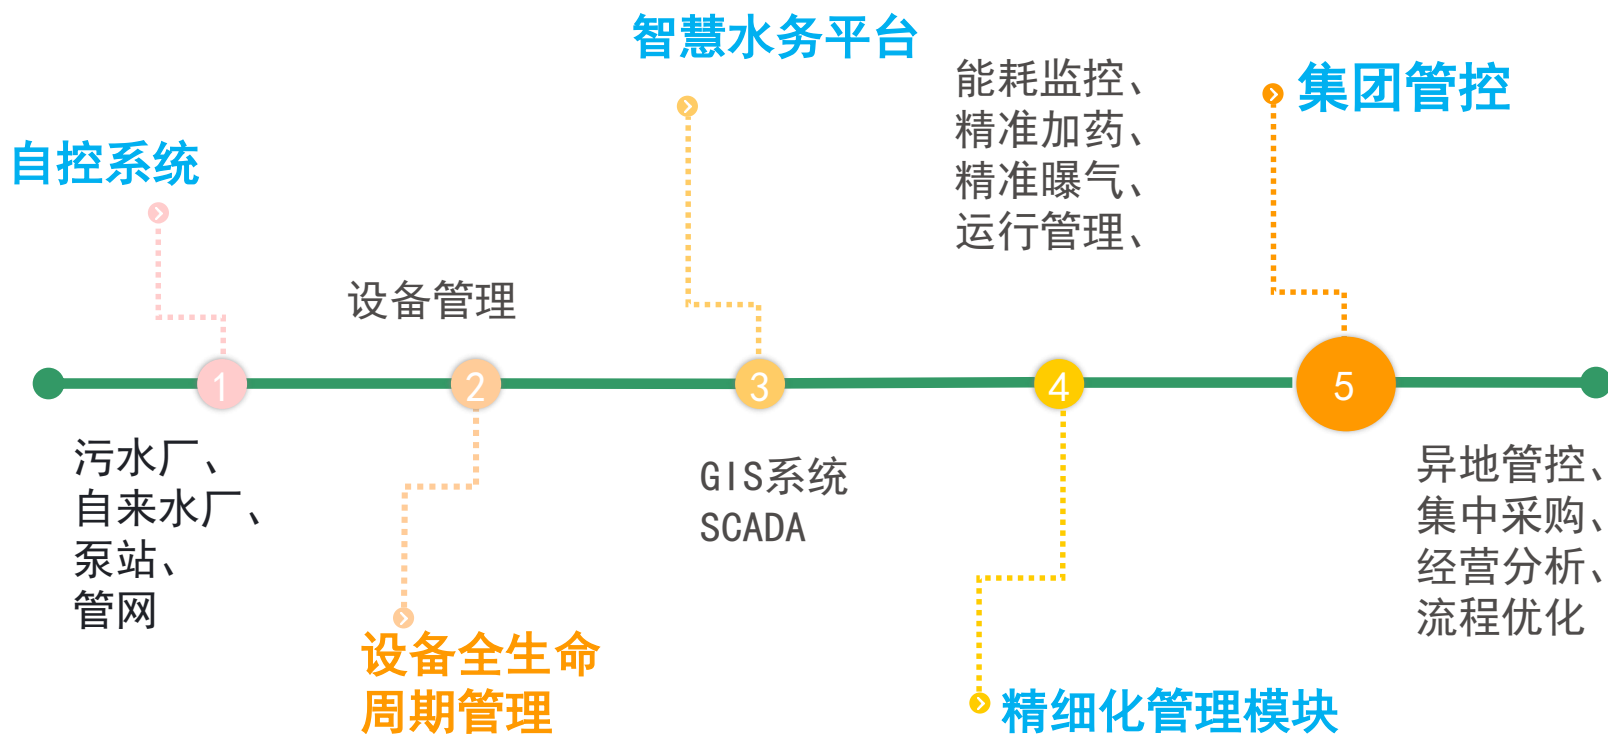 自控系统
1
污水厂、
自来水厂、
泵站、
管网
设备管理
2
设备全生命
周期管理
智慧水务平台
3
GIS系统
SCADA
能耗监控、
精准加药、
精准曝气、
运行管理、
4
精细化管理模块
集团管控
5
异地管控、
集中采购、
经营分析、
流程优化